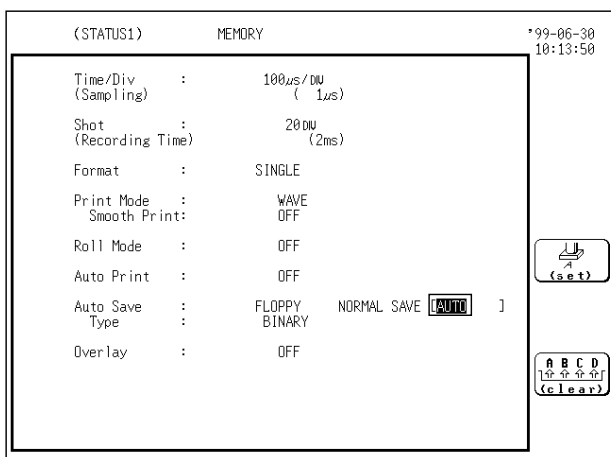 (STATUS1) MEMORY '99-06-30
10:13:50
Time/Div : 100µs/DIV
(Sampling) ( 1µs)
Shot : 20DIV
(Recording Time) (2ms)
Format : SINGLE
Print Mode : WAVE
Smooth Print: OFF
Roll Mode : OFF
Auto Print : OFF
Auto Save : FLOPPY NORMAL SAVE [AUTO ]
Type : BINARY
Overlay : OFF
A
(set)
A B C D
(clear)